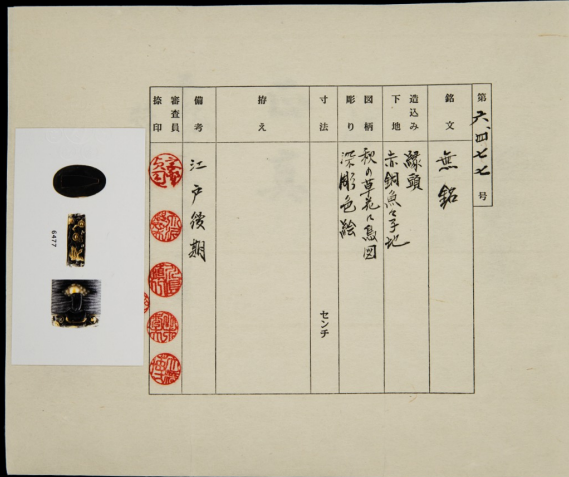 第六、四七七号
銘文
無銘
造込み
下地
縁頭
赤銅魚々子地
図柄
彫り
秋の草花に鳥図
深彫色絵
寸法
センチ
拵え
備考
江戸後期
審査員
捺印
6477